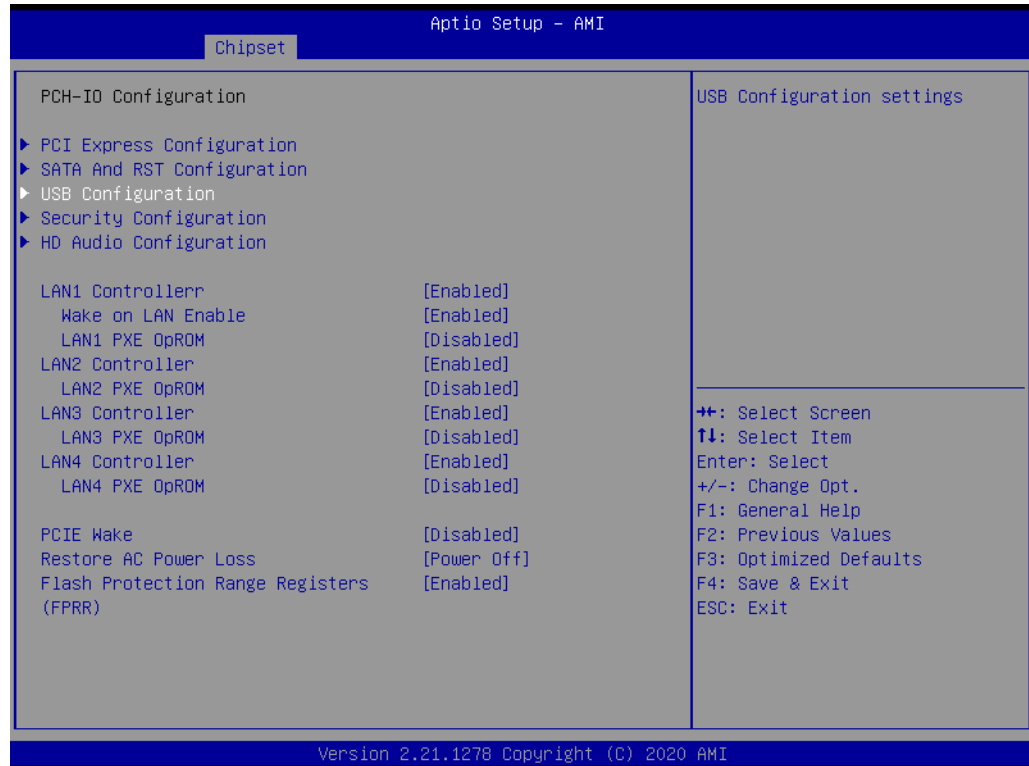 Aptio Setup – AMI
Chipset
PCH-IO Configuration
▶ PCI Express Configuration
▶ SATA And RST Configuration
▶ USB Configuration
▶ Security Configuration
▶ HD Audio Configuration
LAN1 Controllerr [Enabled]
Wake on LAN Enable [Enabled]
LAN1 PXE OpROM [Disabled]
LAN2 Controller [Enabled]
LAN2 PXE OpROM [Disabled]
LAN3 Controller [Enabled]
LAN3 PXE OpROM [Disabled]
LAN4 Controller [Enabled]
LAN4 PXE OpROM [Disabled]
PCIE Wake [Disabled]
Restore AC Power Loss [Power Off]
Flash Protection Range Registers [Enabled]
(FPRR)
USB Configuration settings
→←: Select Screen
↑↓: Select Item
Enter: Select
+/-: Change Opt.
F1: General Help
F2: Previous Values
F3: Optimized Defaults
F4: Save & Exit
ESC: Exit
Version 2.21.1278 Copyright (C) 2020 AMI